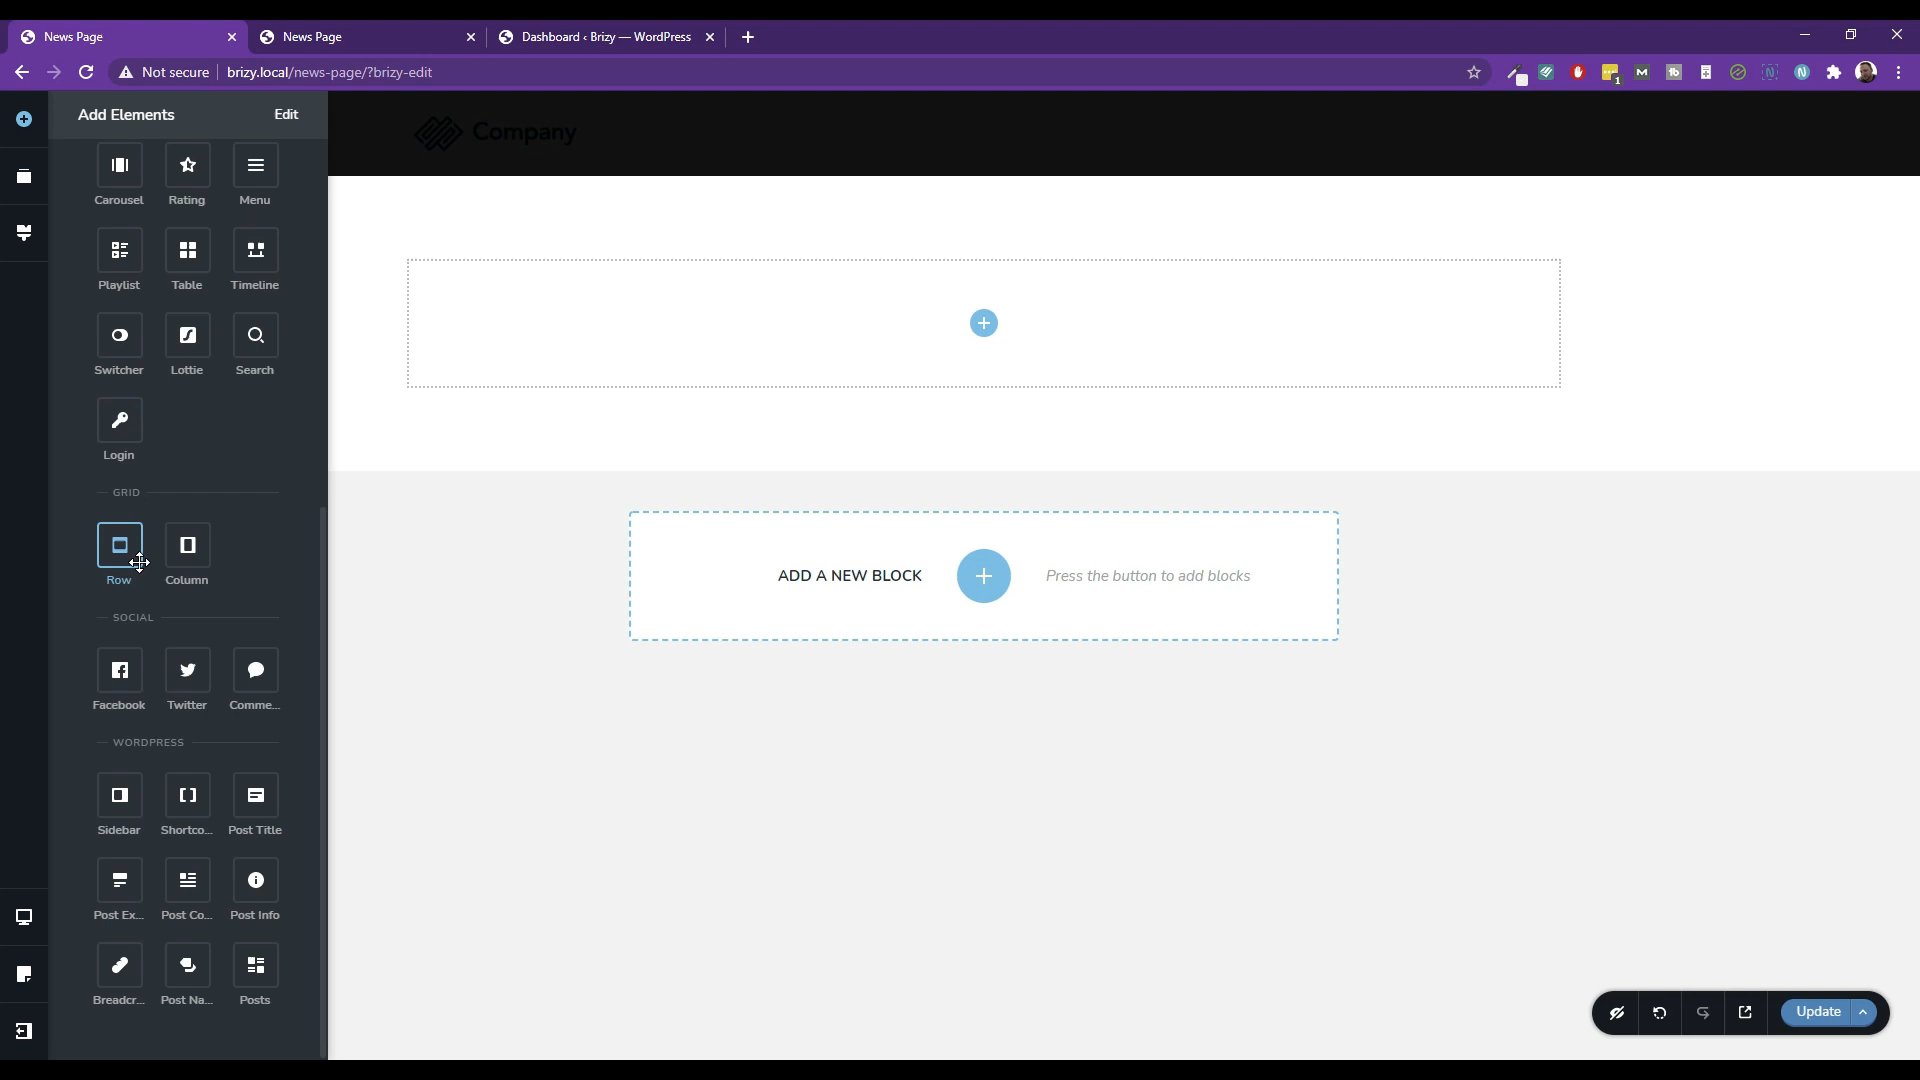 News Page
News Page
Dashboard ‹ Brizy — WordPress
Not secure
brizy.local/news-page/?brizy-edit
1
Add Elements
Edit
Company
Carousel
Rating
Menu
Playlist
Table
Timeline
Switcher
Lottie
Search
Login
GRID
Row
Column
ADD A NEW BLOCK
Press the button to add blocks
SOCIAL
Facebook
Twitter
Comme...
WORDPRESS
Sidebar
Shortco...
Post Title
Post Ex...
Post Co...
Post Info
Breadcr...
Post Na...
Posts
Update